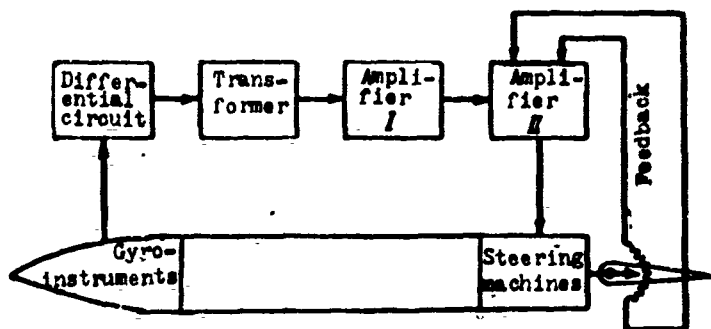 Differ-
ential
circuit
Trans-
former
Ampli-
fier
I
Ampli-
fier
II
Feedback
Gyro-
instruments
Steering
machines